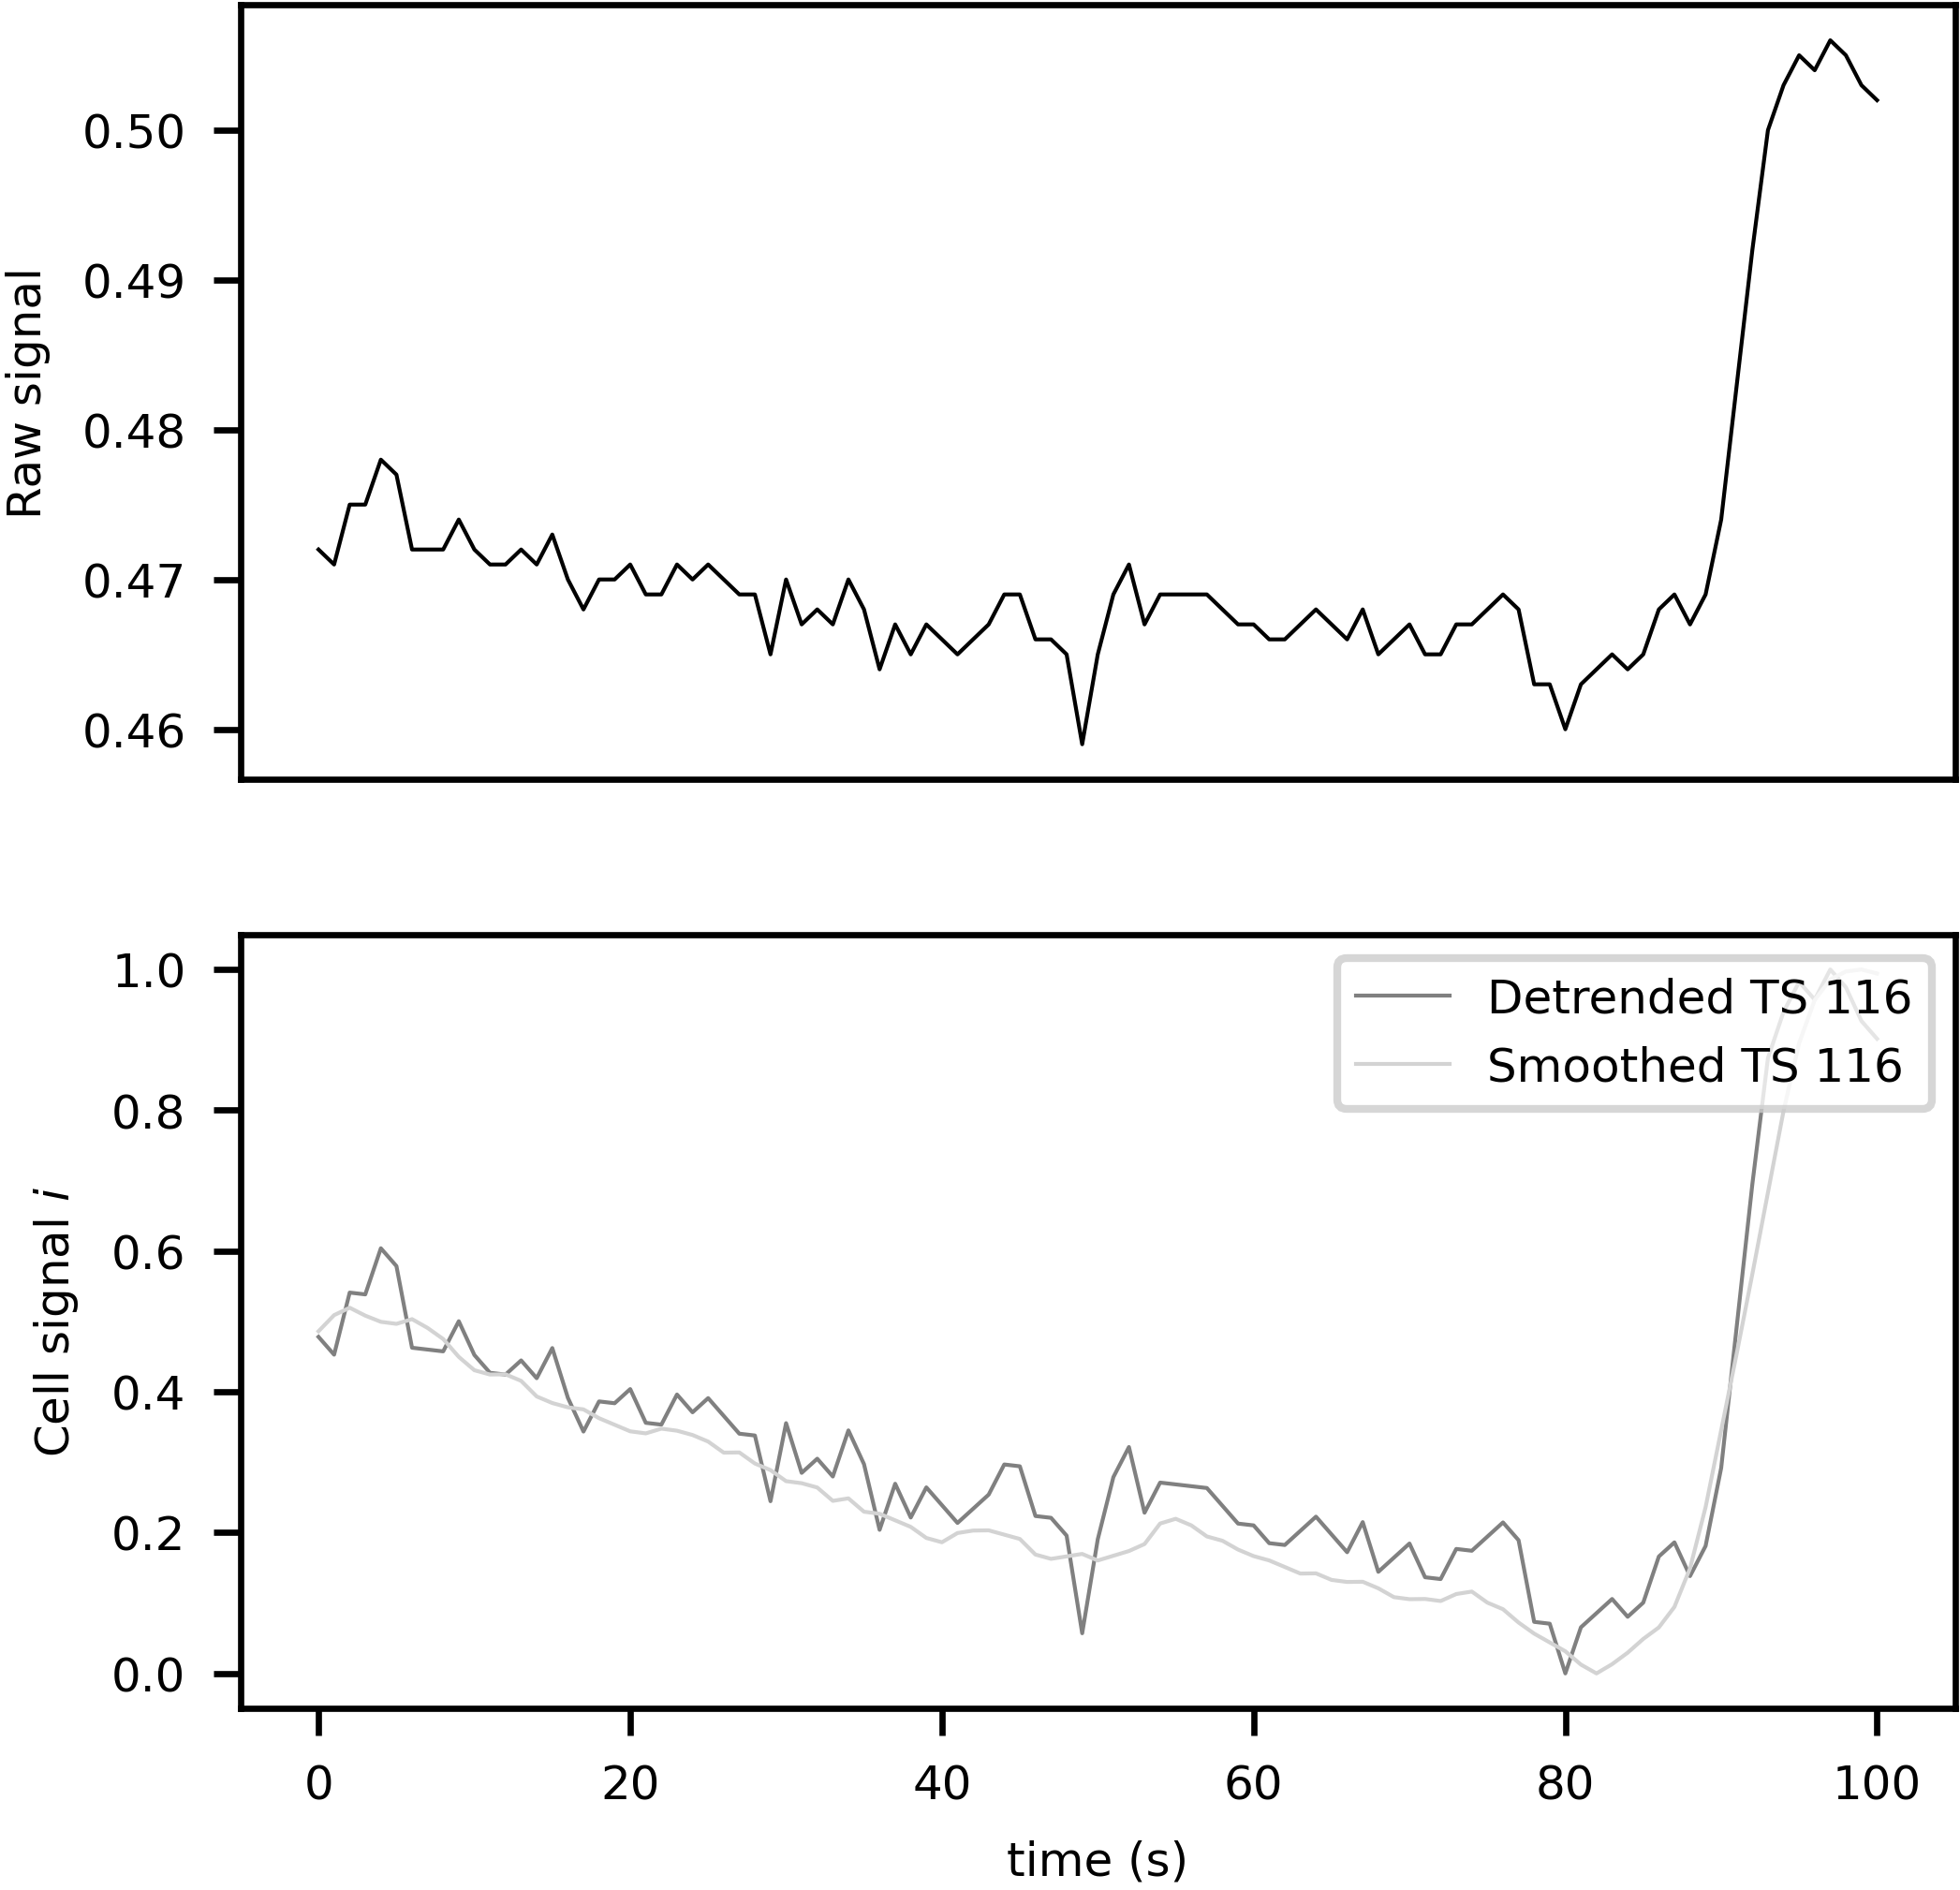 Raw signal
0.50
0.49
0.48
0.47
0.46
Cell signal i
1.0
0.8
0.6
0.4
0.2
0.0
Detrended TS 116
Smoothed TS 116
0 20 40 60 80 100
time (s)